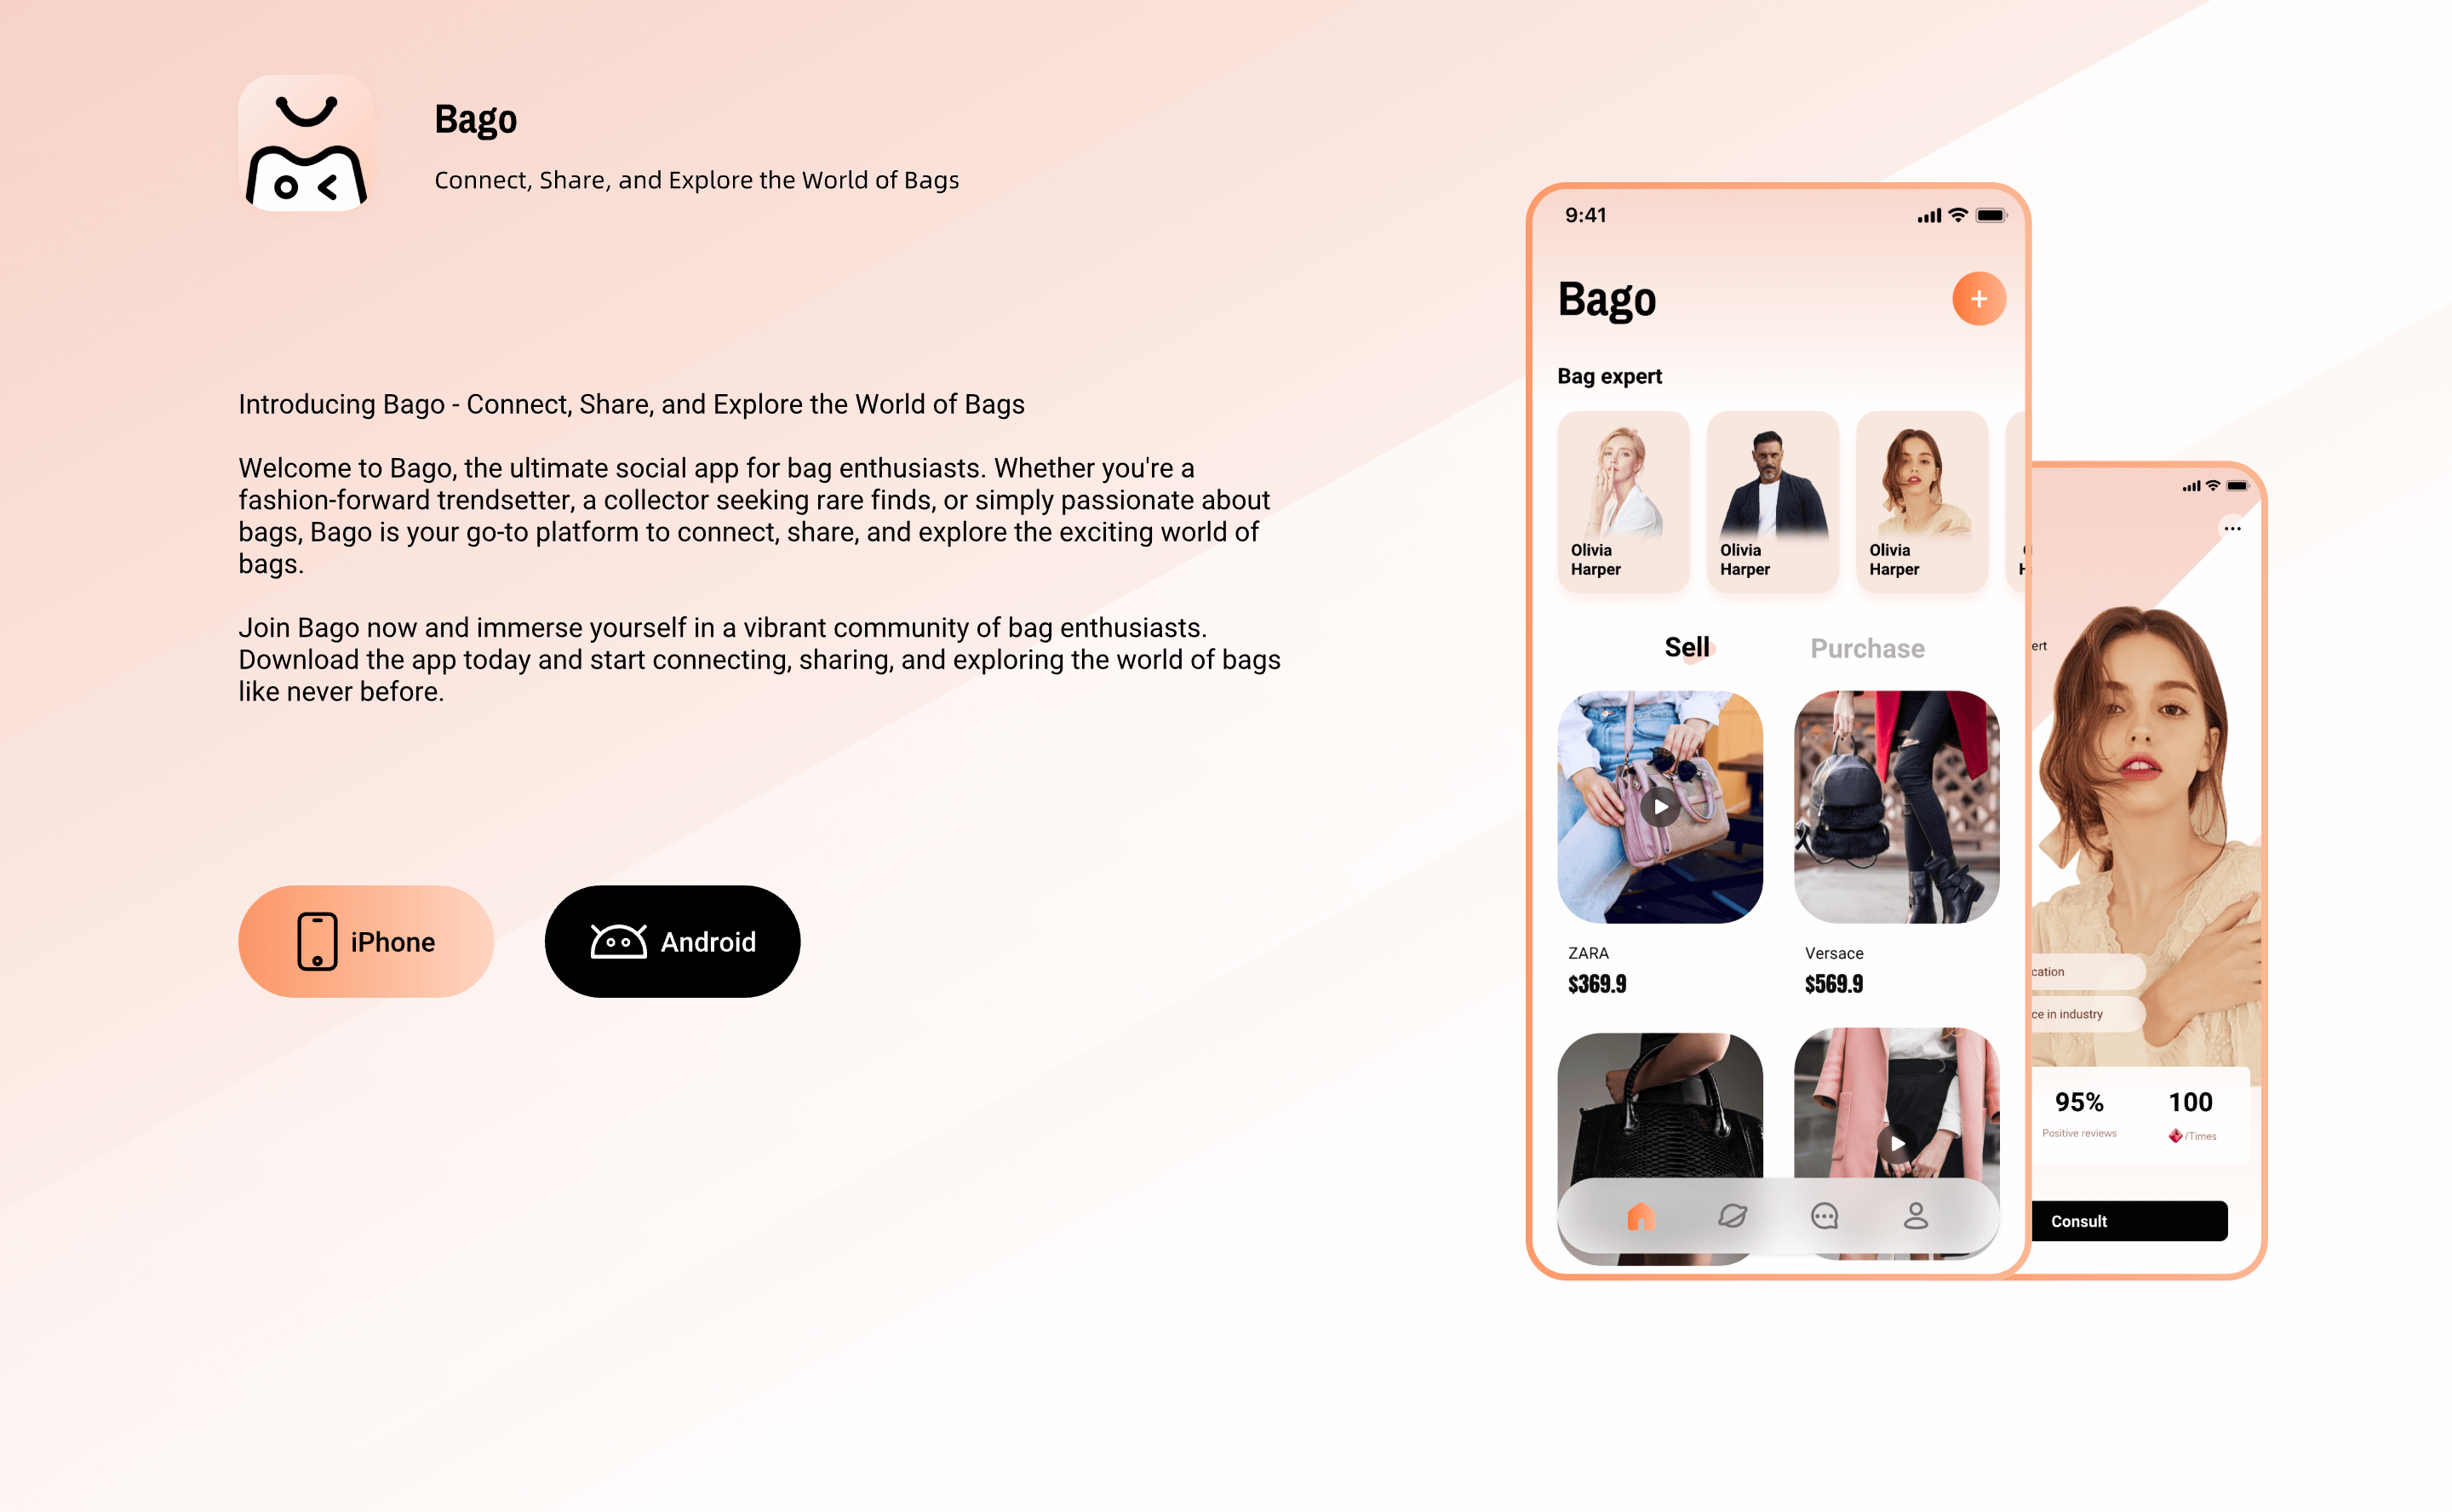 Bago
Connect, Share, and Explore the World of Bags
Introducing Bago - Connect, Share, and Explore the World of Bags
Welcome to Bago, the ultimate social app for bag enthusiasts. Whether you're a
fashion-forward trendsetter, a collector seeking rare finds, or simply passionate about
bags, Bago is your go-to platform to connect, share, and explore the exciting world of
bags.
Join Bago now and immerse yourself in a vibrant community of bag enthusiasts.
Download the app today and start connecting, sharing, and exploring the world of bags
like never before.
iPhone
Android
9:41
Bago
+
Bag expert
Olivia
Harper
Olivia
Harper
Olivia
Harper
Sell
Purchase
ZARA
$369.9
Versace
$569.9
ert
cation
ce in industry
95%
Positive reviews
100
/Times
Consult